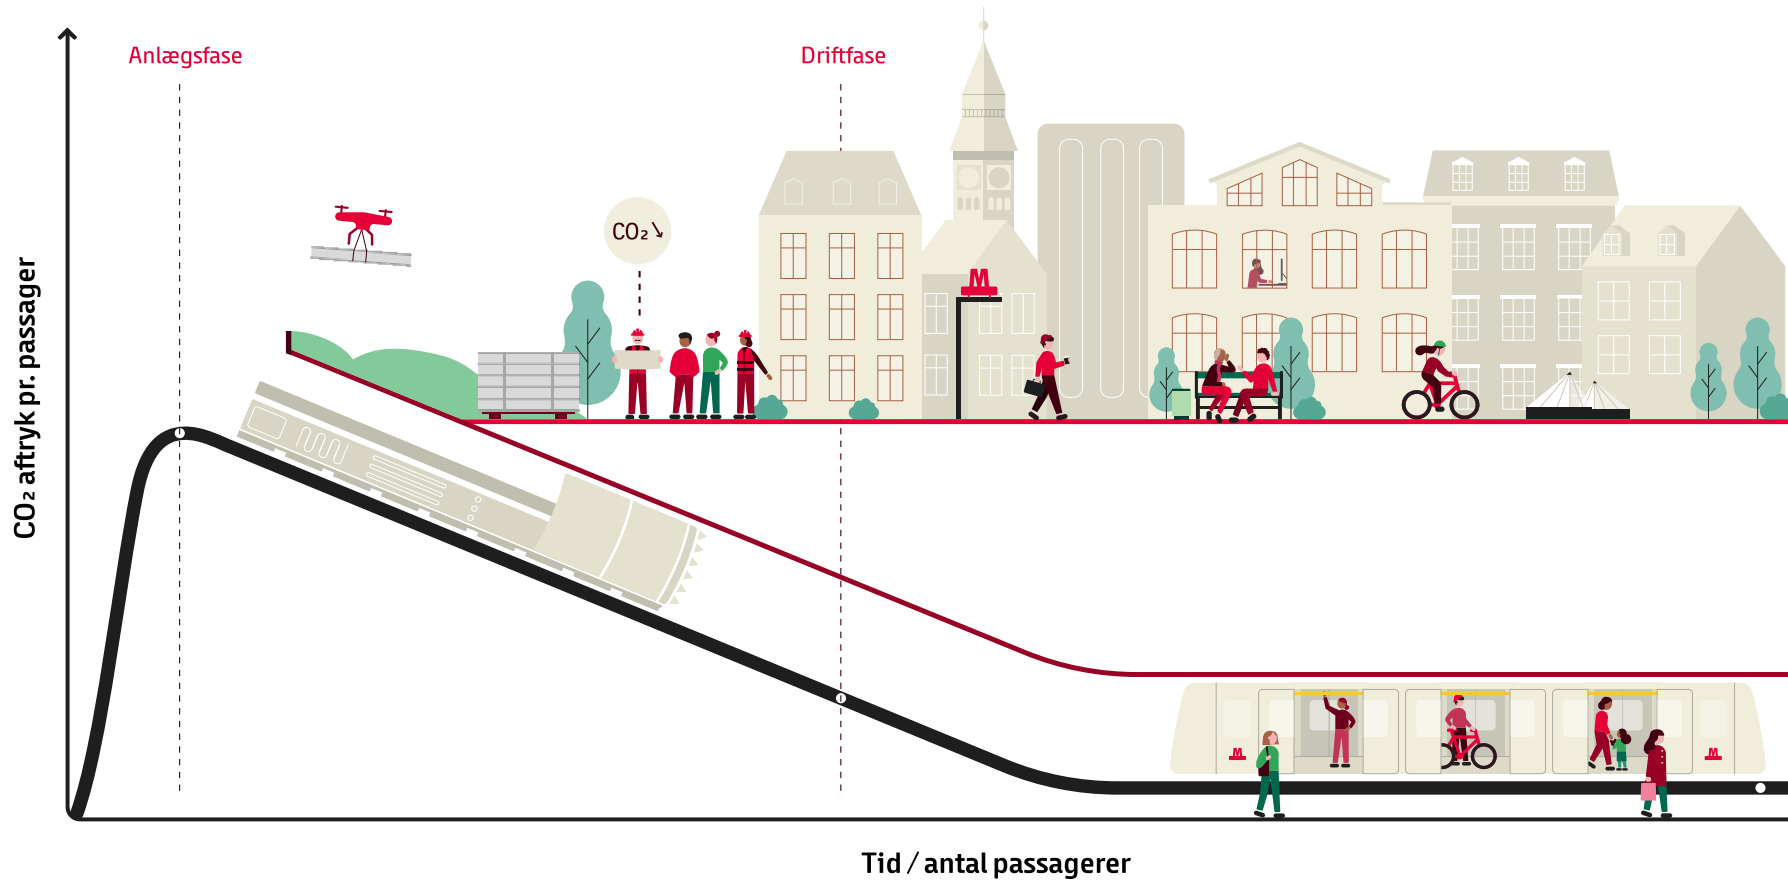 Anlægsfase
Driftfase
CO₂↘
M
CO₂ aftryk pr. passager
M
M
Tid / antal passagerer